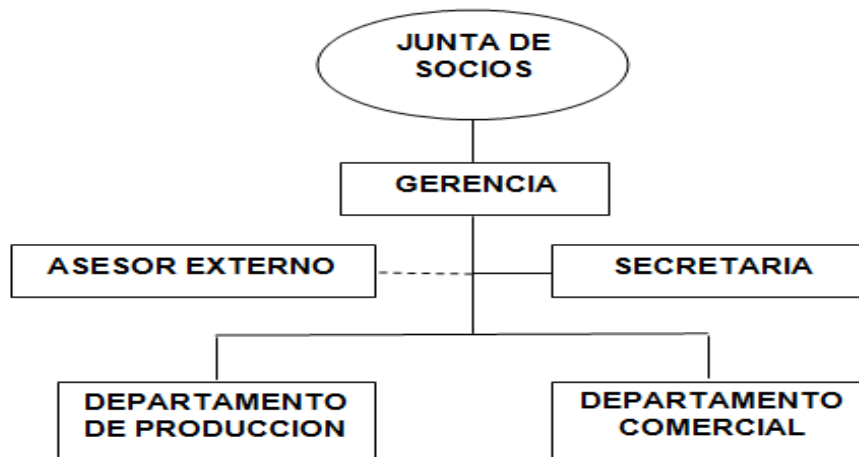 JUNTA DE
SOCIOS
GERENCIA
ASESOR EXTERNO
SECRETARIA
DEPARTAMENTO
DE PRODUCCION
DEPARTAMENTO
COMERCIAL